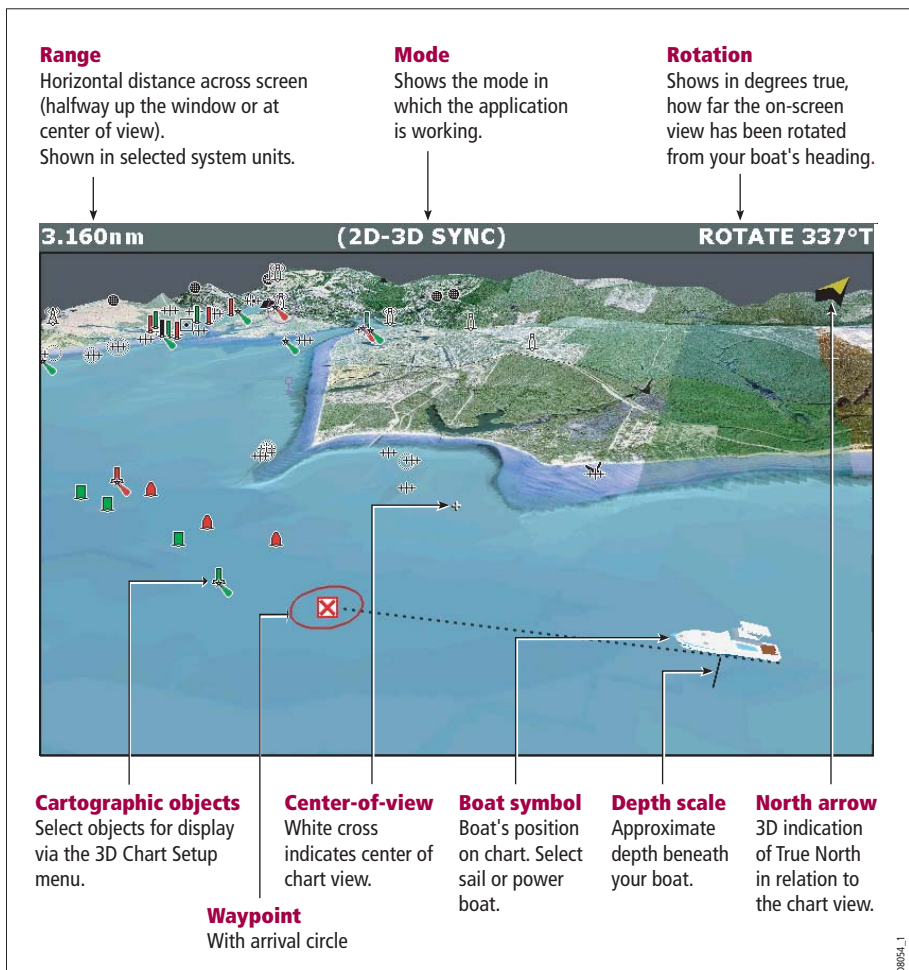 Range
Horizontal distance across screen
(halfway up the window or at
center of view).
Shown in selected system units.
Mode
Shows the mode in
which the application
is working.
Rotation
Shows in degrees true,
how far the on-screen
view has been rotated
from your boat's heading.
3.160nm (2D-3D SYNC) ROTATE 337°T
Cartographic objects
Select objects for display
via the 3D Chart Setup
menu.
Waypoint
With arrival circle
Center-of-view
White cross
indicates center of
chart view.
Boat symbol
Boat's position
on chart. Select
sail or power
boat.
Depth scale
Approximate
depth beneath
your boat.
North arrow
3D indication
of True North
in relation to
the chart view.